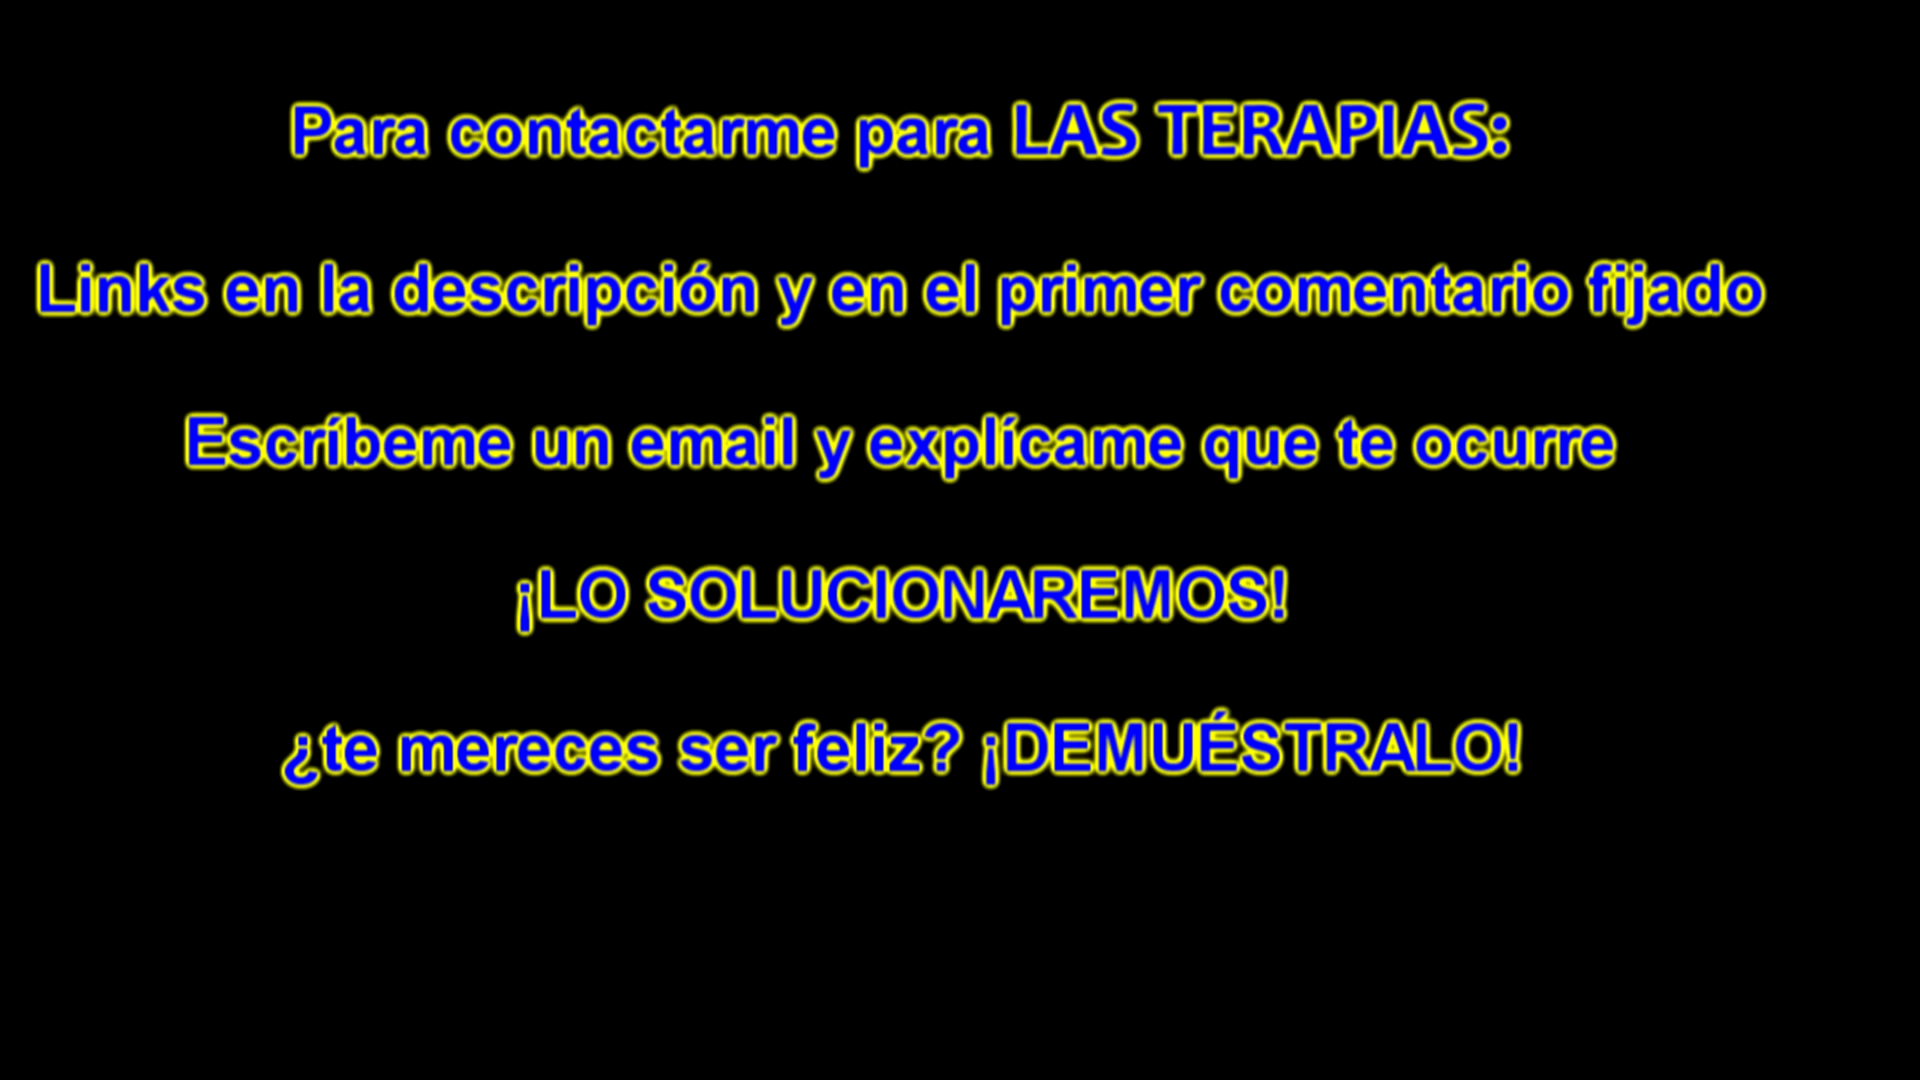 Para contactarme para LAS TERAPIAS:
Links en la descripción y en el primer comentario fijado
Escríbeme un email y explícame que te ocurre
¡LO SOLUCIONAREMOS!
¿te mereces ser feliz? ¡DEMUÉSTRALO!